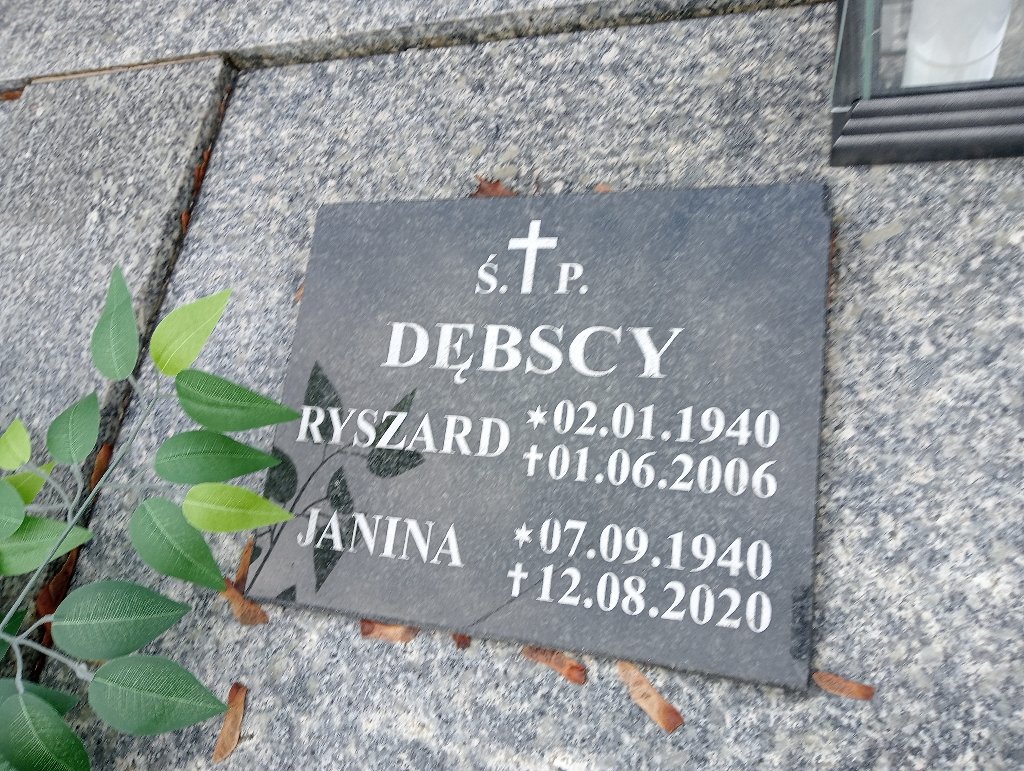 Ś. P.
DĘBSCY
RYSZARD *02.01.1940
†01.06.2006
JANINA *07.09.1940
†12.08.2020